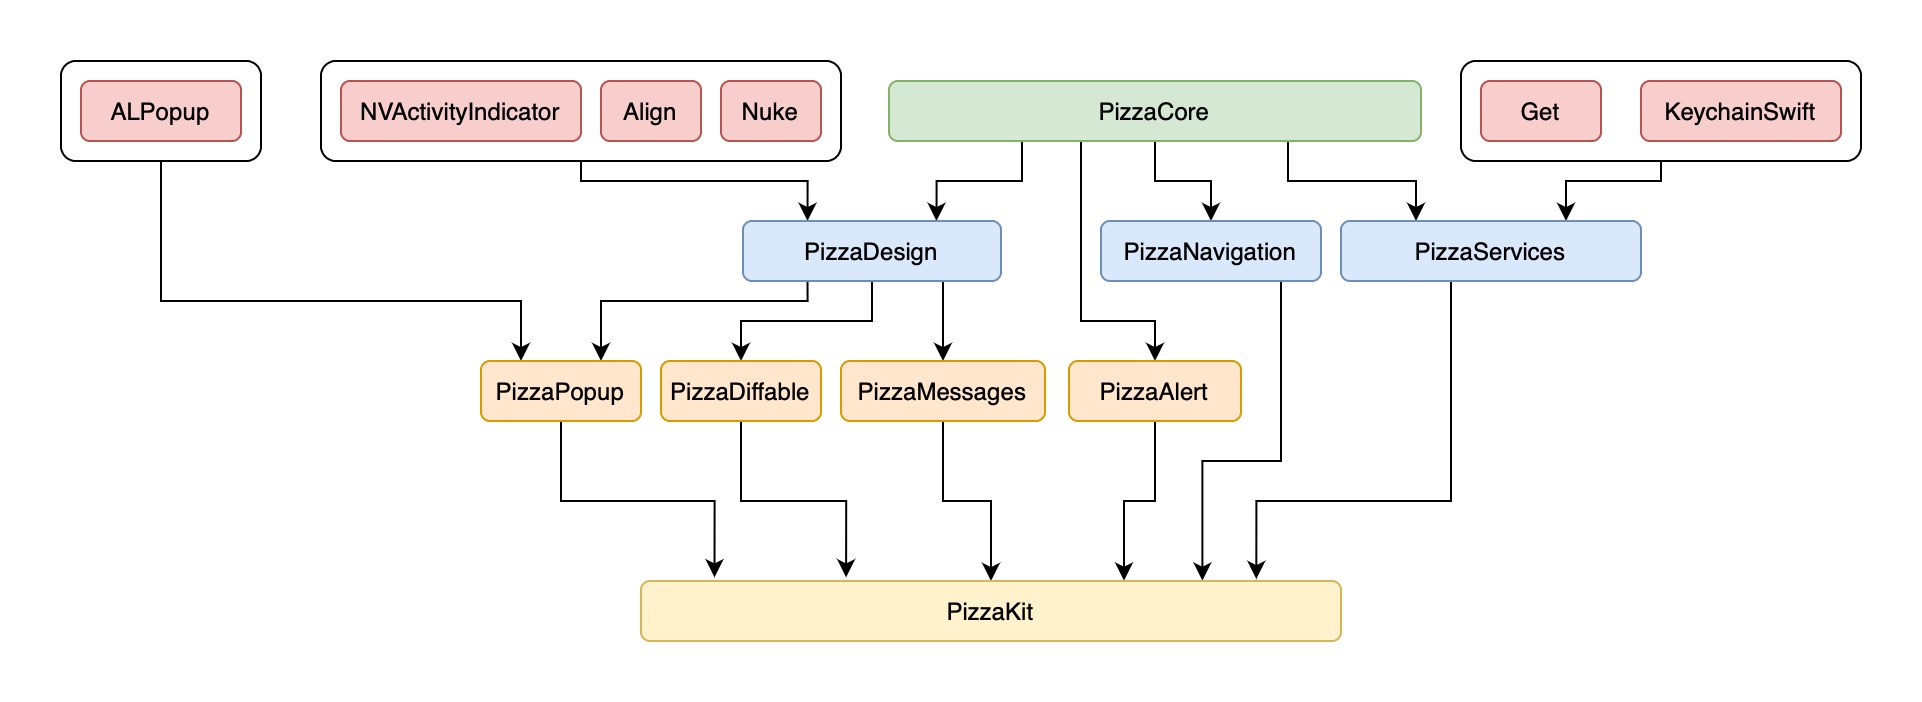 ALPopup
NVActivityIndicator
Align
Nuke
PizzaCore
Get
KeychainSwift
PizzaDesign
PizzaNavigation
PizzaServices
PizzaPopup
PizzaDiffable
PizzaMessages
PizzaAlert
PizzaKit